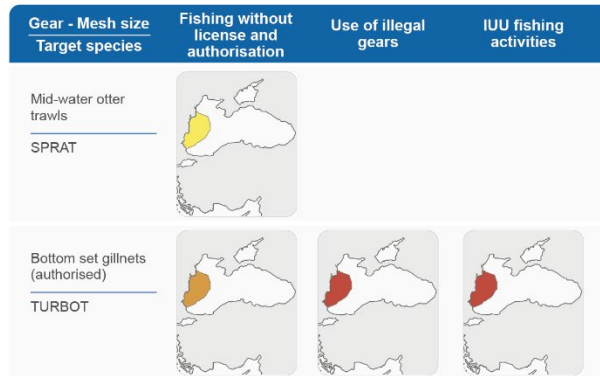 Gear - Mesh size
Target species
Fishing without
license and
authorisation
Use of illegal
gears
IUU fishing
activities
Mid-water otter
trawls
SPRAT
Bottom set gillnets
(authorised)
TURBOT